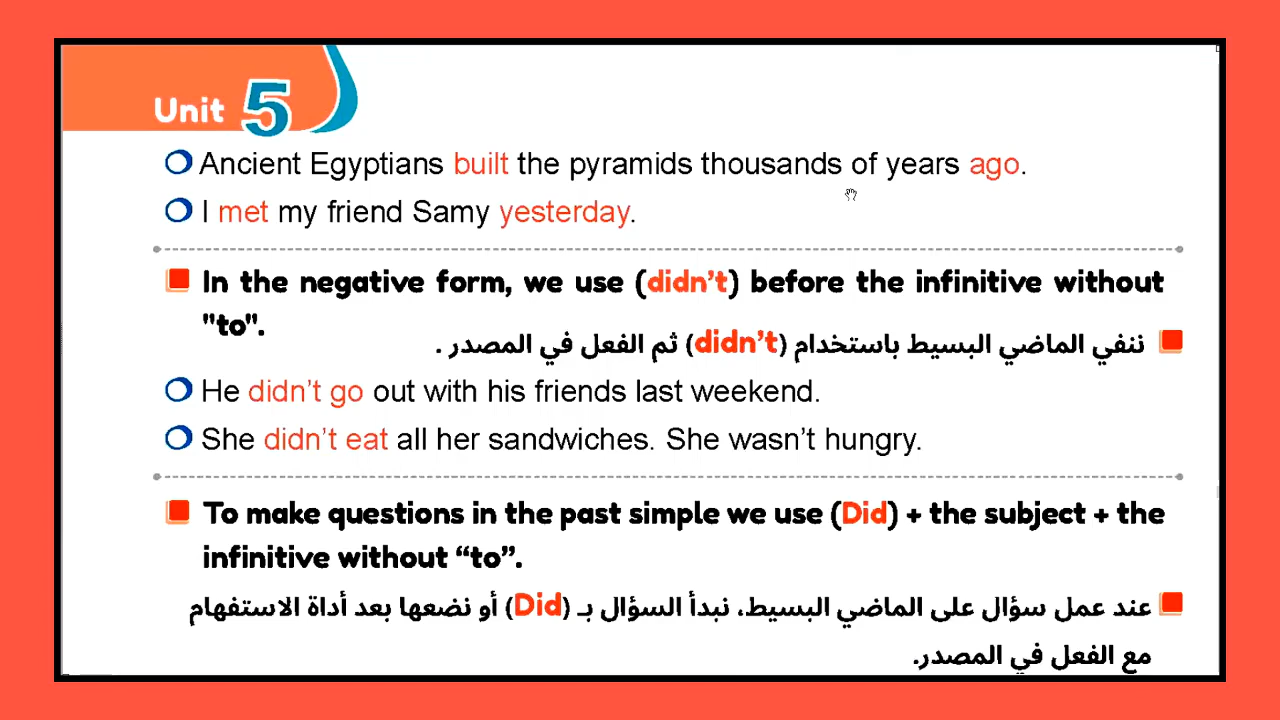 Unit 5
Ancient Egyptians built the pyramids thousands of years ago.
I met my friend Samy yesterday.
In the negative form, we use (didn't) before the infinitive without
"to".
ننفي الماضي البسيط باستخدام (didn't) ثم الفعل في المصدر .
He didn't go out with his friends last weekend.
She didn't eat all her sandwiches. She wasn't hungry.
To make questions in the past simple we use (Did) + the subject + the
infinitive without “to”.
عند عمل سؤال على الماضي البسيط، نبدأ السؤال بـ (Did) أو نضعها بعد أداة الاستفهام
مع الفعل في المصدر.